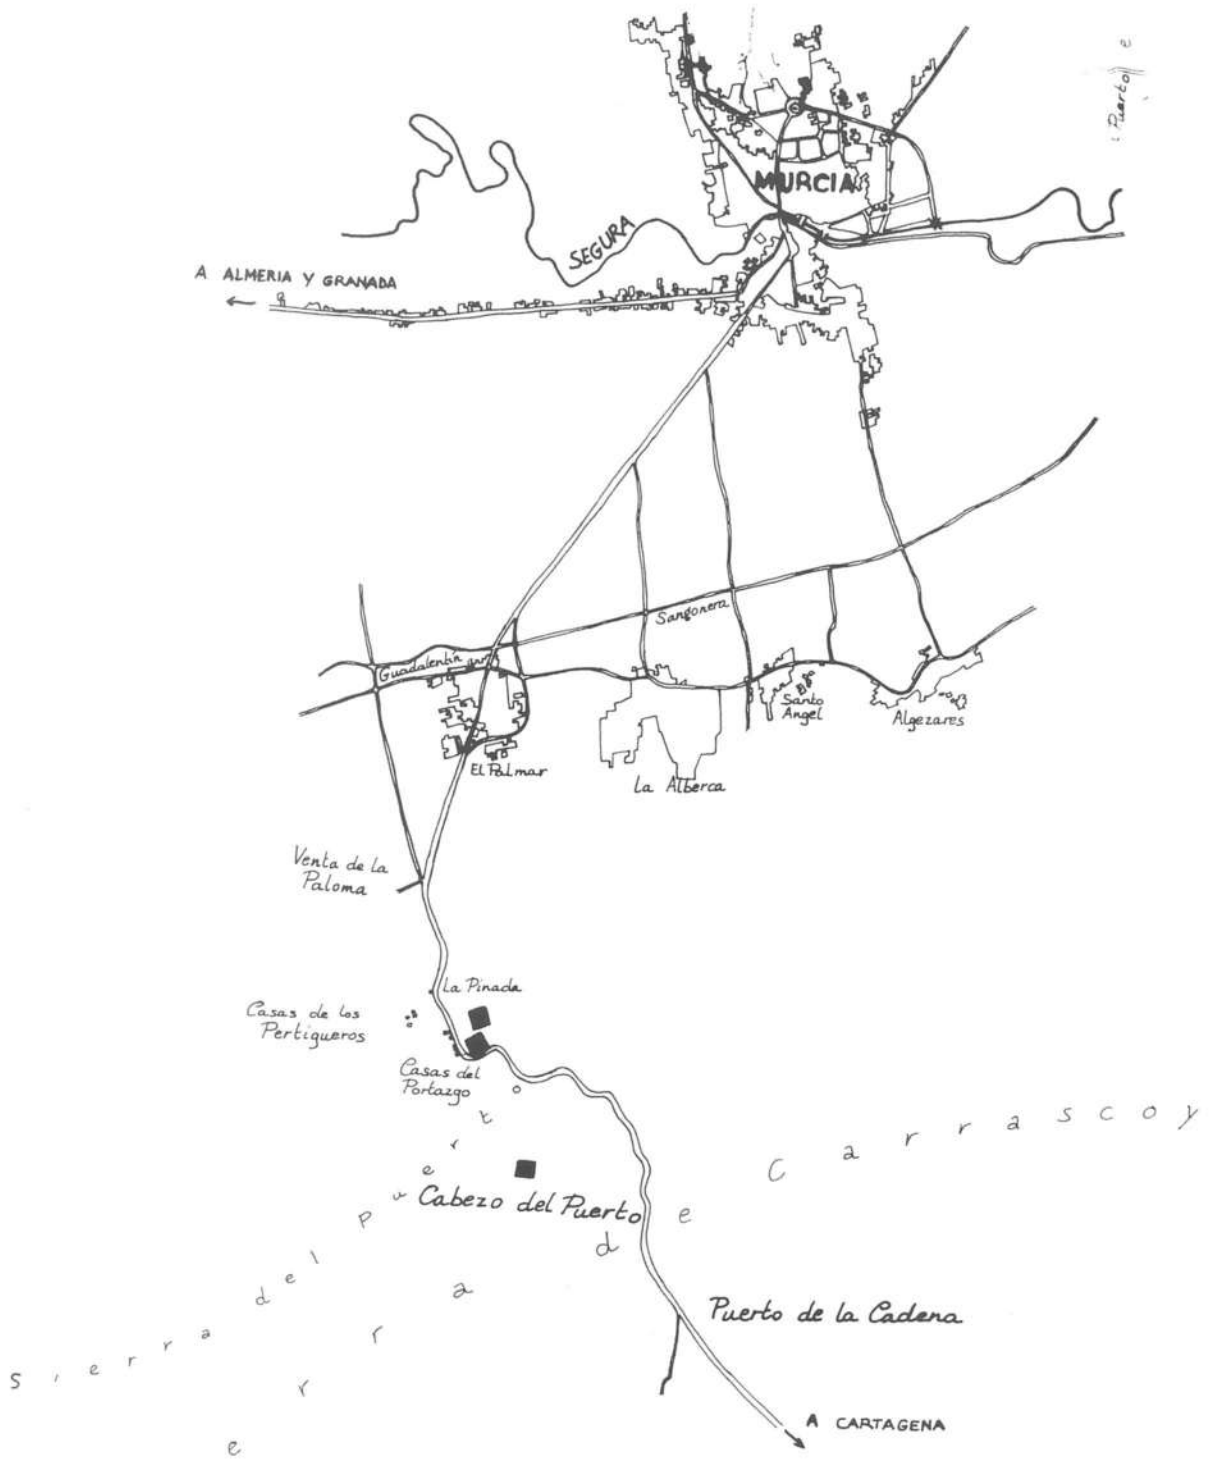 Puerto
e
MURCIA
SEGURA
A ALMERIA Y GRANADA
Sangonera
Guadalentín
Santo
Angel
Algezares
El Palmar
La Alberca
Venta de la
Paloma
La Pinada
Casas de los
Pertigueros
Casas del
Portazgo
Cabezo del Puerto
Sierra del Puert
erra de Carrascoy
Puerto de la Cadena
A CARTAGENA